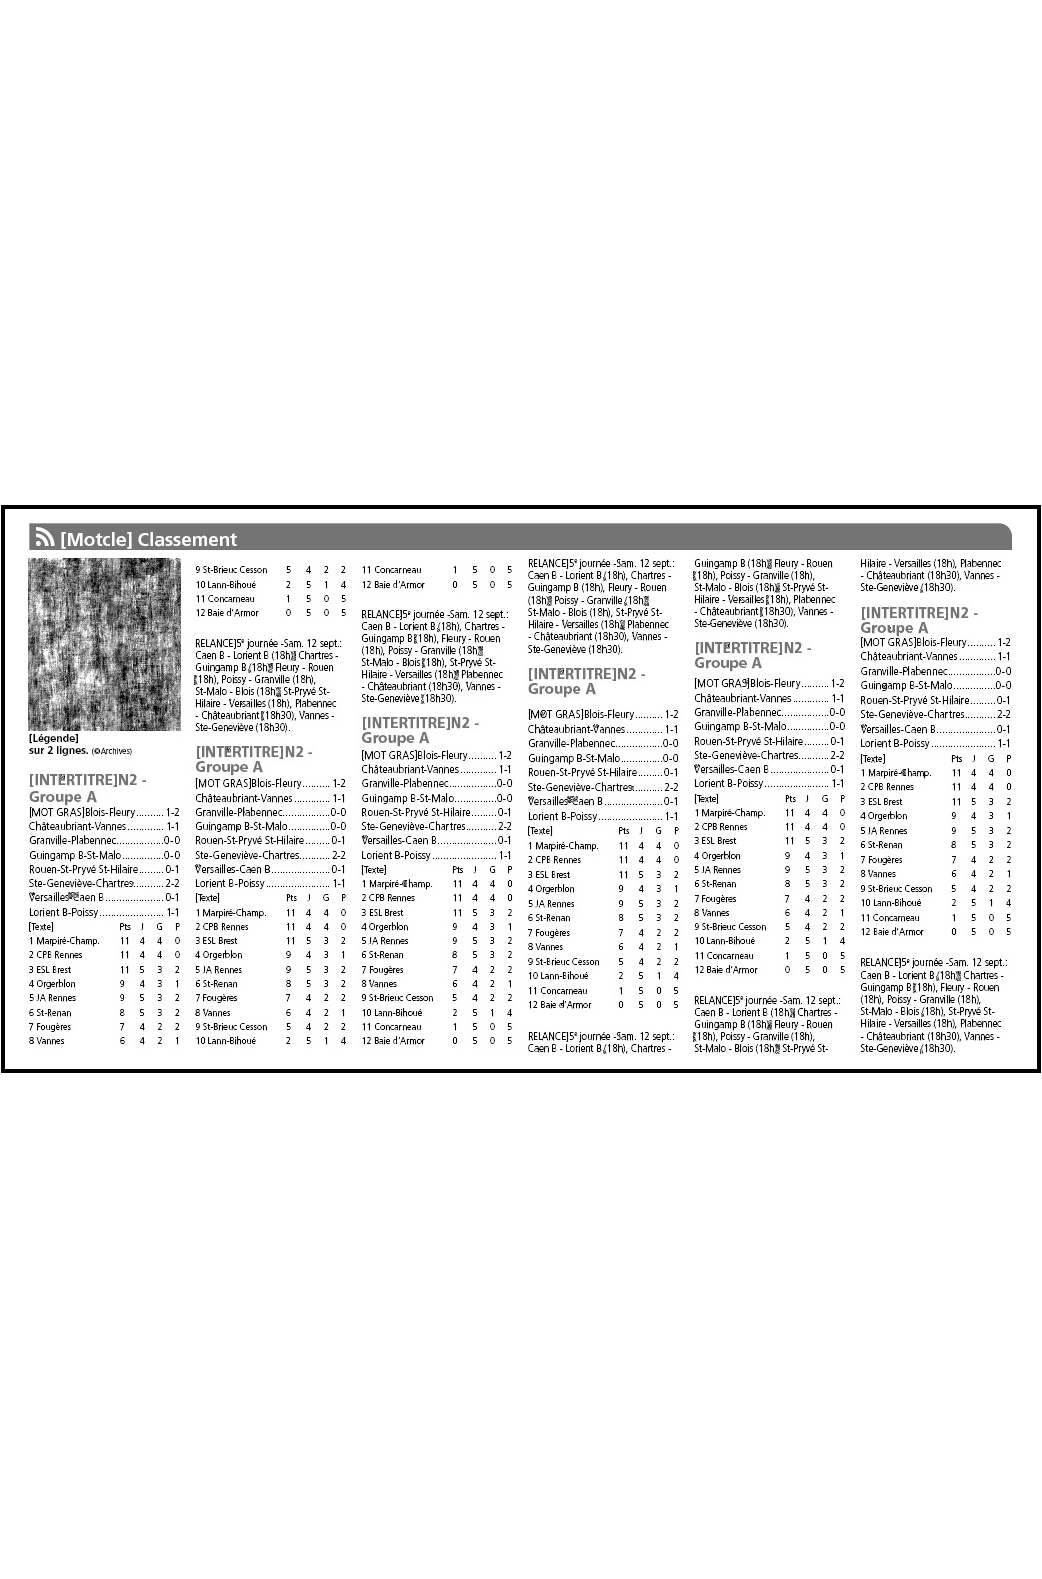 [Motcle] Classement
[Légende]
sur 2 lignes. (©Archives)
[INTERTITRE]N2 -
Groupe A
[MOT GRAS]Blois-Fleury.......... 1-2
Châteaubriant-Vannes ............. 1-1
Granville-Plabennec.................0-0
Guingamp B-St-Malo...............0-0
Rouen-St-Pryvé St-Hilaire......... 0-1
Ste-Geneviève-Chartres........... 2-2
Versailles-Caen B ..................... 0-1
Lorient B-Poissy ....................... 1-1
[Texte] Pts J G P
1 Marpiré-Champ. 11 4 4 0
2 CPB Rennes 11 4 4 0
3 ESL Brest 11 5 3 2
4 Orgerblon 9 4 3 1
5 JA Rennes 9 5 3 2
6 St-Renan 8 5 3 2
7 Fougères 7 4 2 2
8 Vannes 6 4 2 1
9 St-Brieuc Cesson 5 4 2 2
10 Lann-Bihoué 2 5 1 4
11 Concarneau 1 5 0 5
12 Baie d'Armor 0 5 0 5
RELANCE]5e journée -Sam. 12 sept.:
Caen B - Lorient B (18h), Chartres -
Guingamp B (18h), Fleury - Rouen
(18h), Poissy - Granville (18h),
St-Malo - Blois (18h), St-Pryvé St-
Hilaire - Versailles (18h), Plabennec
- Châteaubriant (18h30), Vannes -
Ste-Geneviève (18h30).
[INTERTITRE]N2 -
Groupe A
[MOT GRAS]Blois-Fleury.......... 1-2
Châteaubriant-Vannes ............. 1-1
Granville-Plabennec.................0-0
Guingamp B-St-Malo...............0-0
Rouen-St-Pryvé St-Hilaire......... 0-1
Ste-Geneviève-Chartres........... 2-2
Versailles-Caen B ..................... 0-1
Lorient B-Poissy ....................... 1-1
[Texte] Pts J G P
1 Marpiré-Champ. 11 4 4 0
2 CPB Rennes 11 4 4 0
3 ESL Brest 11 5 3 2
4 Orgerblon 9 4 3 1
5 JA Rennes 9 5 3 2
6 St-Renan 8 5 3 2
7 Fougères 7 4 2 2
8 Vannes 6 4 2 1
9 St-Brieuc Cesson 5 4 2 2
10 Lann-Bihoué 2 5 1 4
11 Concarneau 1 5 0 5
12 Baie d'Armor 0 5 0 5
RELANCE]5e journée -Sam. 12 sept.:
Caen B - Lorient B (18h), Chartres -
Guingamp B (18h), Fleury - Rouen
(18h), Poissy - Granville (18h),
St-Malo - Blois (18h), St-Pryvé St-
Hilaire - Versailles (18h), Plabennec
- Châteaubriant (18h30), Vannes -
Ste-Geneviève (18h30).
[INTERTITRE]N2 -
Groupe A
[MOT GRAS]Blois-Fleury.......... 1-2
Châteaubriant-Vannes ............. 1-1
Granville-Plabennec.................0-0
Guingamp B-St-Malo...............0-0
Rouen-St-Pryvé St-Hilaire......... 0-1
Ste-Geneviève-Chartres........... 2-2
Versailles-Caen B ..................... 0-1
Lorient B-Poissy ....................... 1-1
[Texte] Pts J G P
1 Marpiré-Champ. 11 4 4 0
2 CPB Rennes 11 4 4 0
3 ESL Brest 11 5 3 2
4 Orgerblon 9 4 3 1
5 JA Rennes 9 5 3 2
6 St-Renan 8 5 3 2
7 Fougères 7 4 2 2
8 Vannes 6 4 2 1
9 St-Brieuc Cesson 5 4 2 2
10 Lann-Bihoué 2 5 1 4
11 Concarneau 1 5 0 5
12 Baie d'Armor 0 5 0 5
RELANCE]5e journée -Sam. 12 sept.:
Caen B - Lorient B (18h), Chartres -
Guingamp B (18h), Fleury - Rouen
(18h), Poissy - Granville (18h),
St-Malo - Blois (18h), St-Pryvé St-
Hilaire - Versailles (18h), Plabennec
- Châteaubriant (18h30), Vannes -
Ste-Geneviève (18h30).
[INTERTITRE]N2 -
Groupe A
[MOT GRAS]Blois-Fleury.......... 1-2
Châteaubriant-Vannes ............. 1-1
Granville-Plabennec.................0-0
Guingamp B-St-Malo...............0-0
Rouen-St-Pryvé St-Hilaire......... 0-1
Ste-Geneviève-Chartres........... 2-2
Versailles-Caen B ..................... 0-1
Lorient B-Poissy ....................... 1-1
[Texte] Pts J G P
1 Marpiré-Champ. 11 4 4 0
2 CPB Rennes 11 4 4 0
3 ESL Brest 11 5 3 2
4 Orgerblon 9 4 3 1
5 JA Rennes 9 5 3 2
6 St-Renan 8 5 3 2
7 Fougères 7 4 2 2
8 Vannes 6 4 2 1
9 St-Brieuc Cesson 5 4 2 2
10 Lann-Bihoué 2 5 1 4
11 Concarneau 1 5 0 5
12 Baie d'Armor 0 5 0 5
RELANCE]5e journée -Sam. 12 sept.:
Caen B - Lorient B (18h), Chartres -
Guingamp B (18h), Fleury - Rouen
(18h), Poissy - Granville (18h),
St-Malo - Blois (18h), St-Pryvé St-
Hilaire - Versailles (18h), Plabennec
- Châteaubriant (18h30), Vannes -
Ste-Geneviève (18h30).
[INTERTITRE]N2 -
Groupe A
[MOT GRAS]Blois-Fleury.......... 1-2
Châteaubriant-Vannes ............. 1-1
Granville-Plabennec.................0-0
Guingamp B-St-Malo...............0-0
Rouen-St-Pryvé St-Hilaire......... 0-1
Ste-Geneviève-Chartres........... 2-2
Versailles-Caen B ..................... 0-1
Lorient B-Poissy ....................... 1-1
[Texte] Pts J G P
1 Marpiré-Champ. 11 4 4 0
2 CPB Rennes 11 4 4 0
3 ESL Brest 11 5 3 2
4 Orgerblon 9 4 3 1
5 JA Rennes 9 5 3 2
6 St-Renan 8 5 3 2
7 Fougères 7 4 2 2
8 Vannes 6 4 2 1
9 St-Brieuc Cesson 5 4 2 2
10 Lann-Bihoué 2 5 1 4
11 Concarneau 1 5 0 5
12 Baie d'Armor 0 5 0 5
RELANCE]5e journée -Sam. 12 sept.:
Caen B - Lorient B (18h), Chartres -
Guingamp B (18h), Fleury - Rouen
(18h), Poissy - Granville (18h),
St-Malo - Blois (18h), St-Pryvé St-
Hilaire - Versailles (18h), Plabennec
- Châteaubriant (18h30), Vannes -
Ste-Geneviève (18h30).
[INTERTITRE]N2 -
Groupe A
[MOT GRAS]Blois-Fleury.......... 1-2
Châteaubriant-Vannes ............. 1-1
Granville-Plabennec.................0-0
Guingamp B-St-Malo...............0-0
Rouen-St-Pryvé St-Hilaire......... 0-1
Ste-Geneviève-Chartres........... 2-2
Versailles-Caen B ..................... 0-1
Lorient B-Poissy ....................... 1-1
[Texte] Pts J G P
1 Marpiré-Champ. 11 4 4 0
2 CPB Rennes 11 4 4 0
3 ESL Brest 11 5 3 2
4 Orgerblon 9 4 3 1
5 JA Rennes 9 5 3 2
6 St-Renan 8 5 3 2
7 Fougères 7 4 2 2
8 Vannes 6 4 2 1
9 St-Brieuc Cesson 5 4 2 2
10 Lann-Bihoué 2 5 1 4
11 Concarneau 1 5 0 5
12 Baie d'Armor 0 5 0 5
RELANCE]5e journée -Sam. 12 sept.:
Caen B - Lorient B (18h), Chartres -
Guingamp B (18h), Fleury - Rouen
(18h), Poissy - Granville (18h),
St-Malo - Blois (18h), St-Pryvé St-
Hilaire - Versailles (18h), Plabennec
- Châteaubriant (18h30), Vannes -
Ste-Geneviève (18h30).